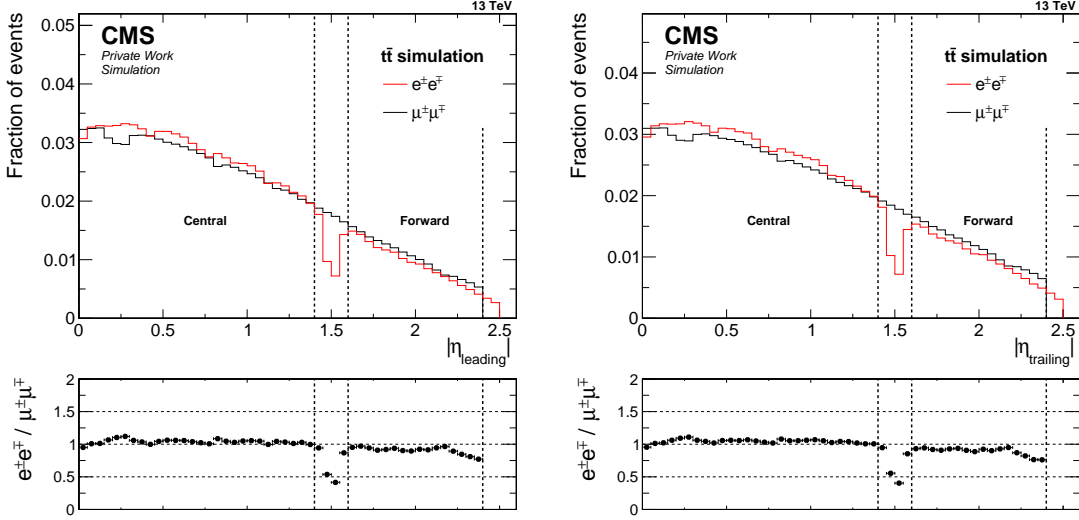 13 TeV
CMS
Private Work
Simulation
tt̄ simulation
e±e∓
μ±μ∓
Central
Forward
Fraction of events
0.05
0.04
0.03
0.02
0.01
0
0 0.5 1 1.5 2 2.5
|η_leading|
e±e∓ / μ±μ∓
2
1.5
1
0.5
0
13 TeV
CMS
Private Work
Simulation
tt̄ simulation
e±e∓
μ±μ∓
Central
Forward
Fraction of events
0.04
0.03
0.02
0.01
0
0 0.5 1 1.5 2 2.5
|η_trailing|
e±e∓ / μ±μ∓
2
1.5
1
0.5
0